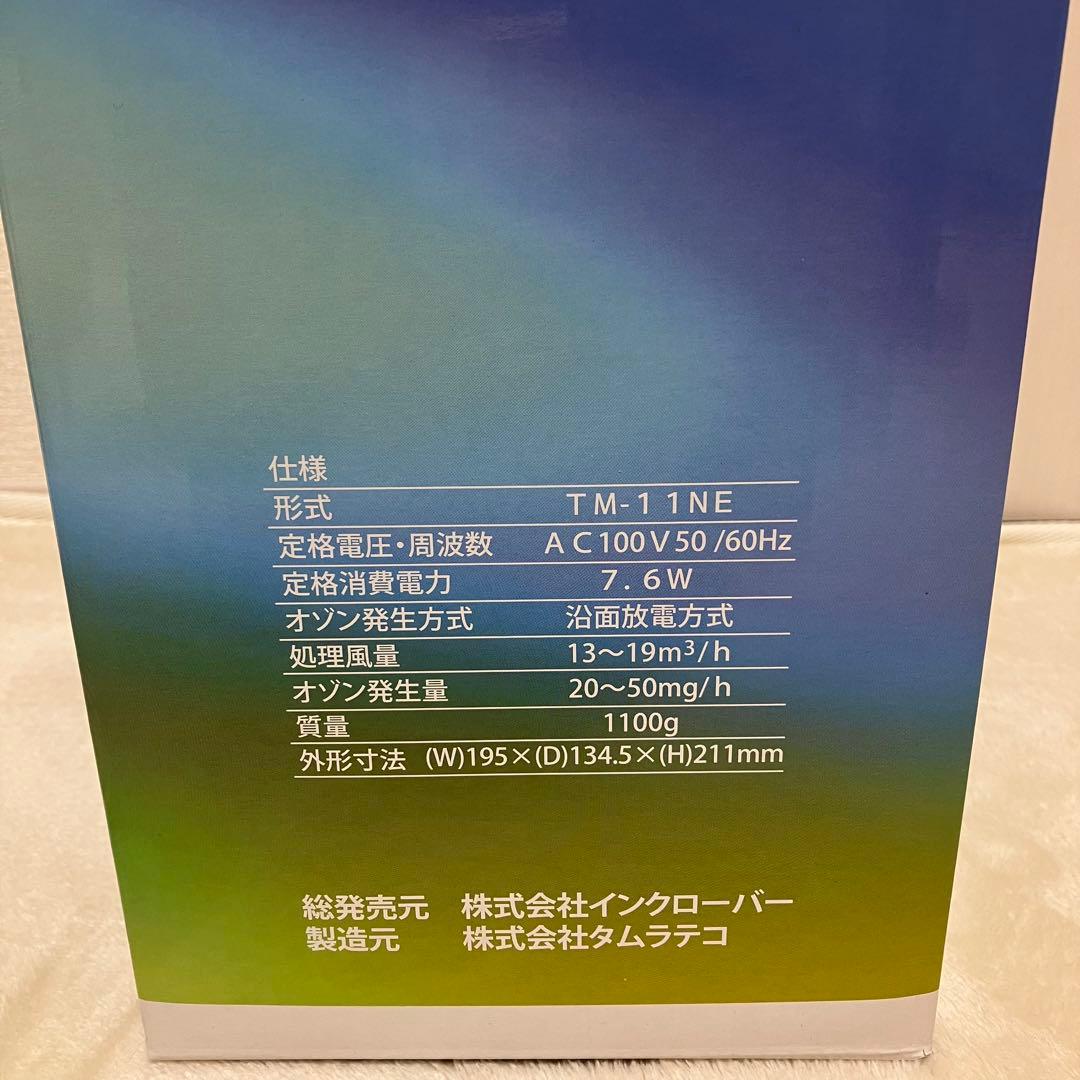 仕様
形式 TM-11NE
定格電圧・周波数 AC100V50/60Hz
定格消費電力 7.6W
オゾン発生方式 沿面放電方式
処理風量 13〜19m³/h
オゾン発生量 20〜50mg/h
質量 1100g
外形寸法 (W)195×(D)134.5×(H)211mm
総発売元 株式会社インクローバー
製造元 株式会社タムラテコ